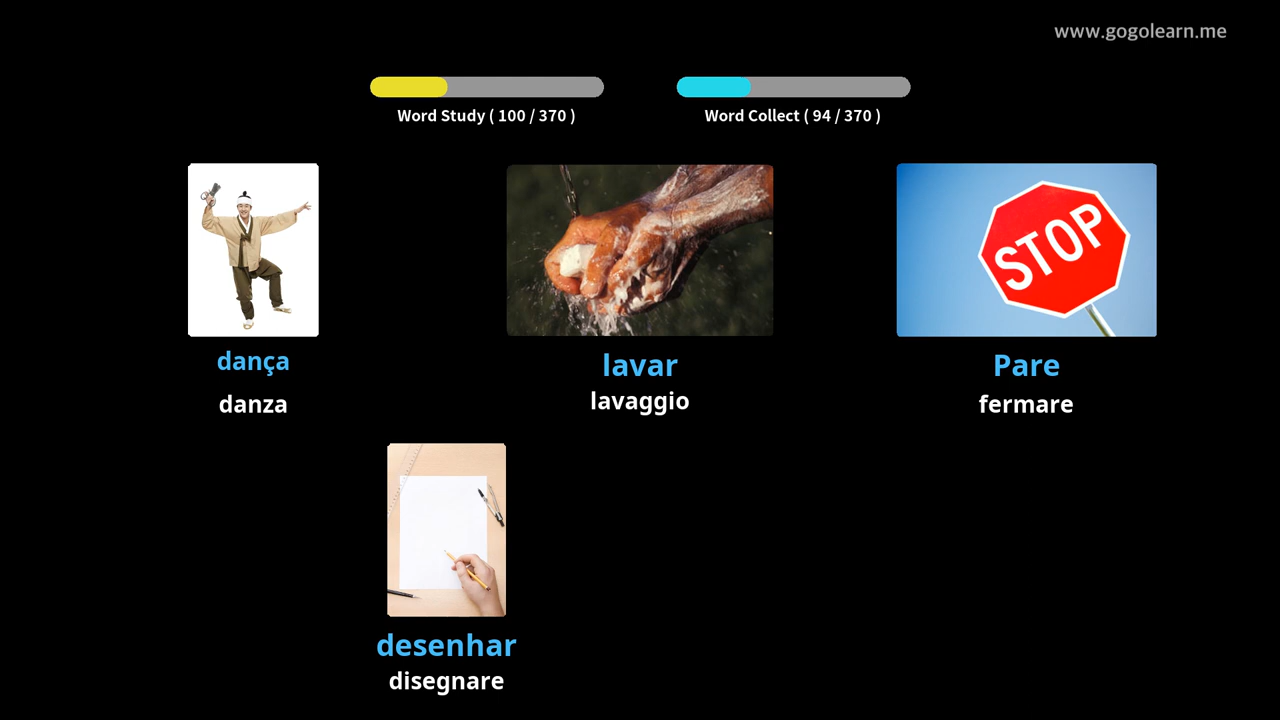 www.gogolearn.me
Word Study ( 100 / 370 )
Word Collect ( 94 / 370 )
STOP
dança
danza
lavar
lavaggio
Pare
fermare
desenhar
disegnare